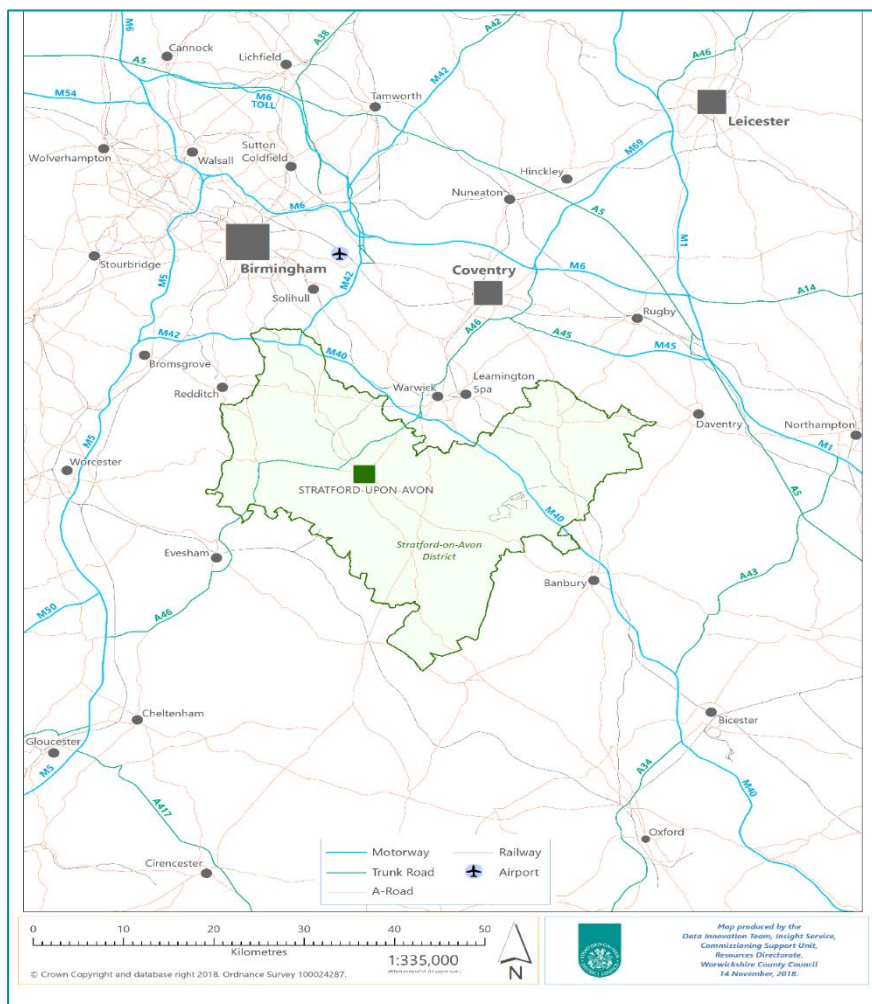 M6
Cannock
A5
A38
Lichfield
A42
M42
A46
M54
M6
TOLL
Tamworth
Leicester
Wolverhampton
Walsall
Sutton
Coldfield
M69
Hinckley
Nuneaton
A5
M6
M1
Stourbridge
M5
Birmingham
Coventry
M6
M42
Solihull
A14
Rugby
A46
A45
M45
M42
M40
Bromsgrove
Redditch
Warwick
Leamington
Spa
Daventry
Northampton
M1
M5
Worcester
STRATFORD-UPON-AVON
A5
M40
Stratford-on-Avon
District
Evesham
Banbury
A43
M50
A46
Cheltenham
Bicester
Gloucester
M5
A34
M40
A417
Oxford
Cirencester
Motorway
Railway
Trunk Road
Airport
A-Road
0 10 20 30 40 50
Kilometres
1:335,000
N
© Crown Copyright and database right 2018. Ordnance Survey 100024287.
Map produced by the
Data Innovation Team, Insight Service,
Commissioning Support Unit,
Resources Directorate,
Warwickshire County Council
14 November, 2018.